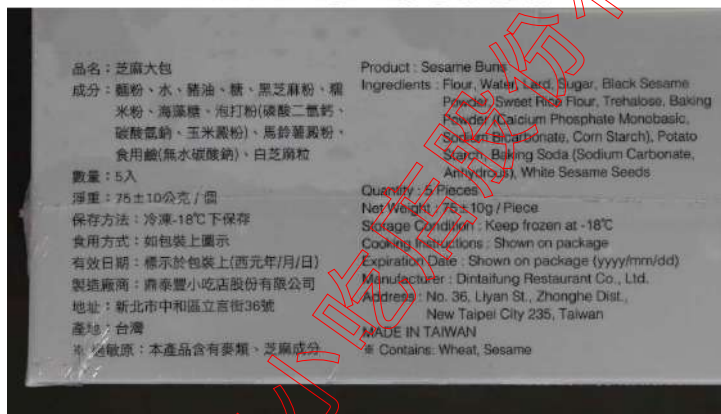 品名：芝麻大包
成分：麵粉、水、豬油、糖、黑芝麻粉、糯
米粉、海藻糖、泡打粉(磷酸二氫鈣、
碳酸氫鈉、玉米澱粉)、馬鈴薯澱粉、
食用鹼(無水碳酸鈉)、白芝麻粒
數量：5入
淨重：75±10公克/個
保存方法：冷凍-18℃下保存
食用方式：如包裝上圖示
有效日期：標示於包裝上(西元年/月/日)
製造廠商：鼎泰豐小吃店股份有限公司
地址：新北市中和區立言街36號
產地：台灣
※ 過敏原：本產品含有麥類、芝麻成分
Product : Sesame Buns
Ingredients : Flour, Water, Lard, Sugar, Black Sesame
Powder, Sweet Rice Flour, Trehalose, Baking
Powder (Calcium Phosphate Monobasic,
Sodium Bicarbonate, Corn Starch), Potato
Starch, Baking Soda (Sodium Carbonate,
Anhydrous), White Sesame Seeds
Quantity : 5 Pieces
Net Weight : 75±10g / Piece
Storage Condition : Keep frozen at -18℃
Cooking Instructions : Shown on package
Expiration Date : Shown on package (yyyy/mm/dd)
Manufacturer : Dintaifung Restaurant Co., Ltd.
Address : No. 36, Liyan St., Zhonghe Dist.,
New Taipei City 235, Taiwan
MADE IN TAIWAN
※ Contains: Wheat, Sesame
小吃店股份